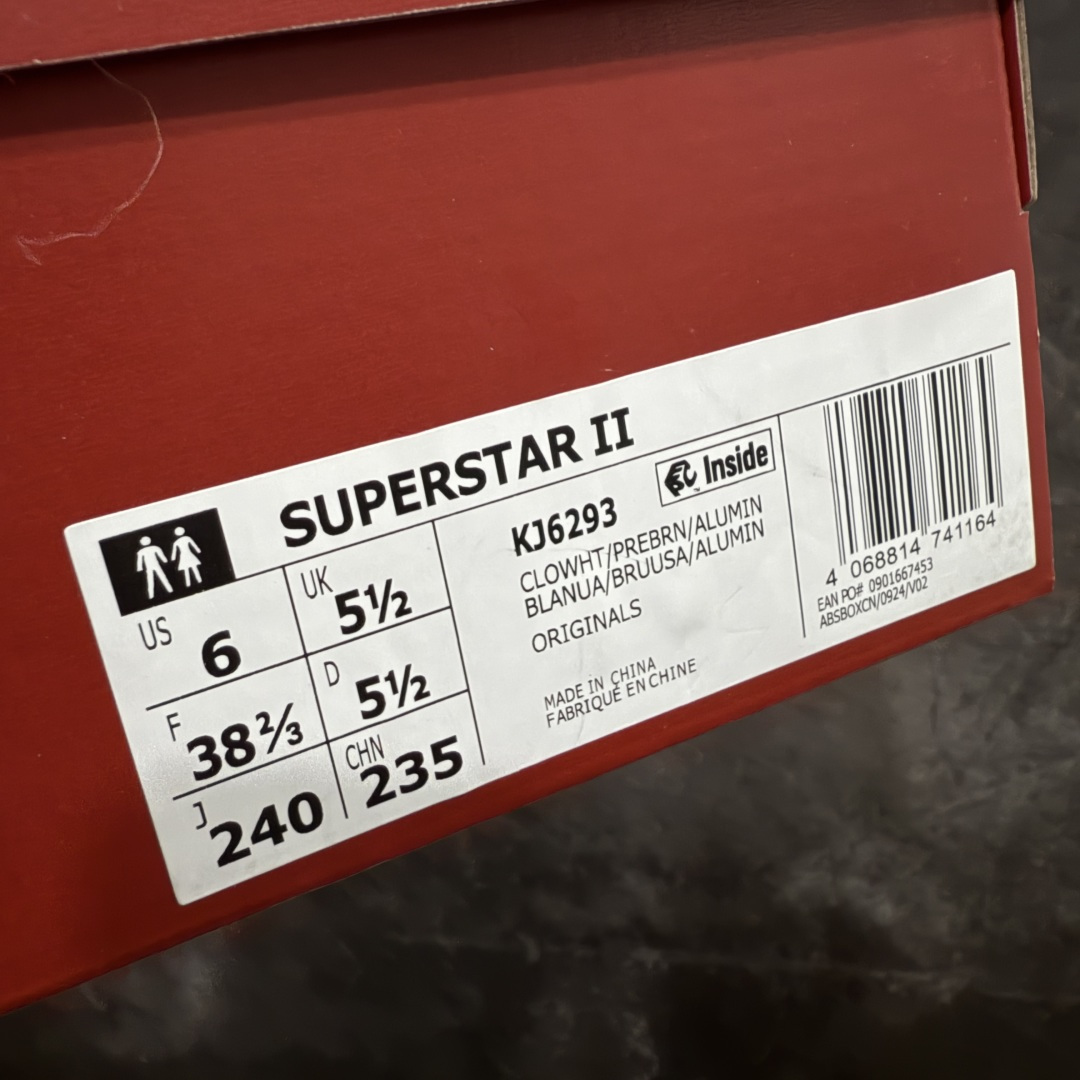 SUPERSTAR II
US 6
UK 5½
F 38⅔
D 5½
J 240
CHN 235
Inside
KJ6293
CLOWHT/PREBRN/ALUMIN
BLANUA/BRUUSA/ALUMIN
ORIGINALS
MADE IN CHINA
FABRIQUÉ EN CHINE
4 068814 741164
EAN PO# 0901667453
ABSBOXCN/0924/V02